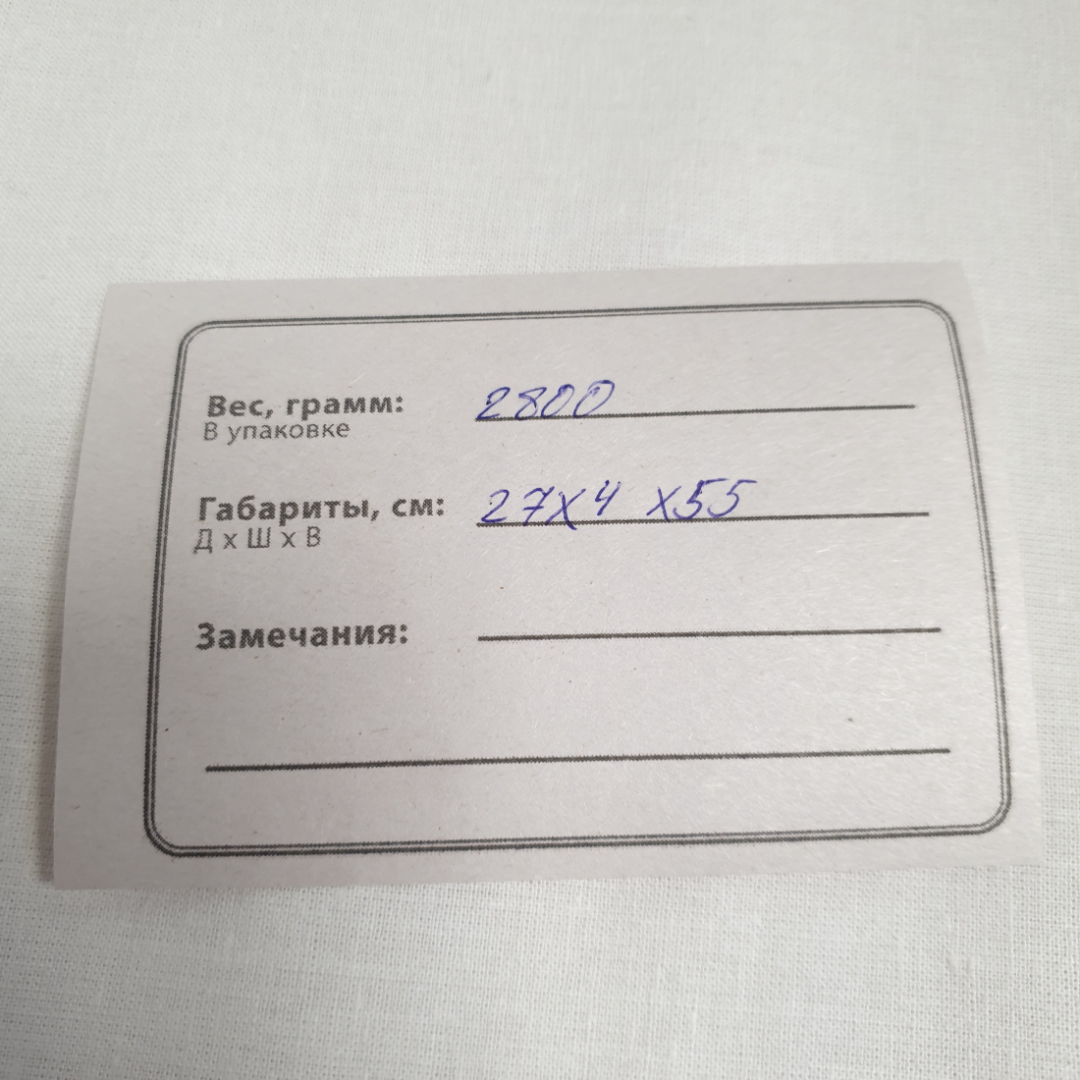 Вес, грамм: 2800
В упаковке
Габариты, см: 27х4 х55
Д х Ш х В
Замечания: